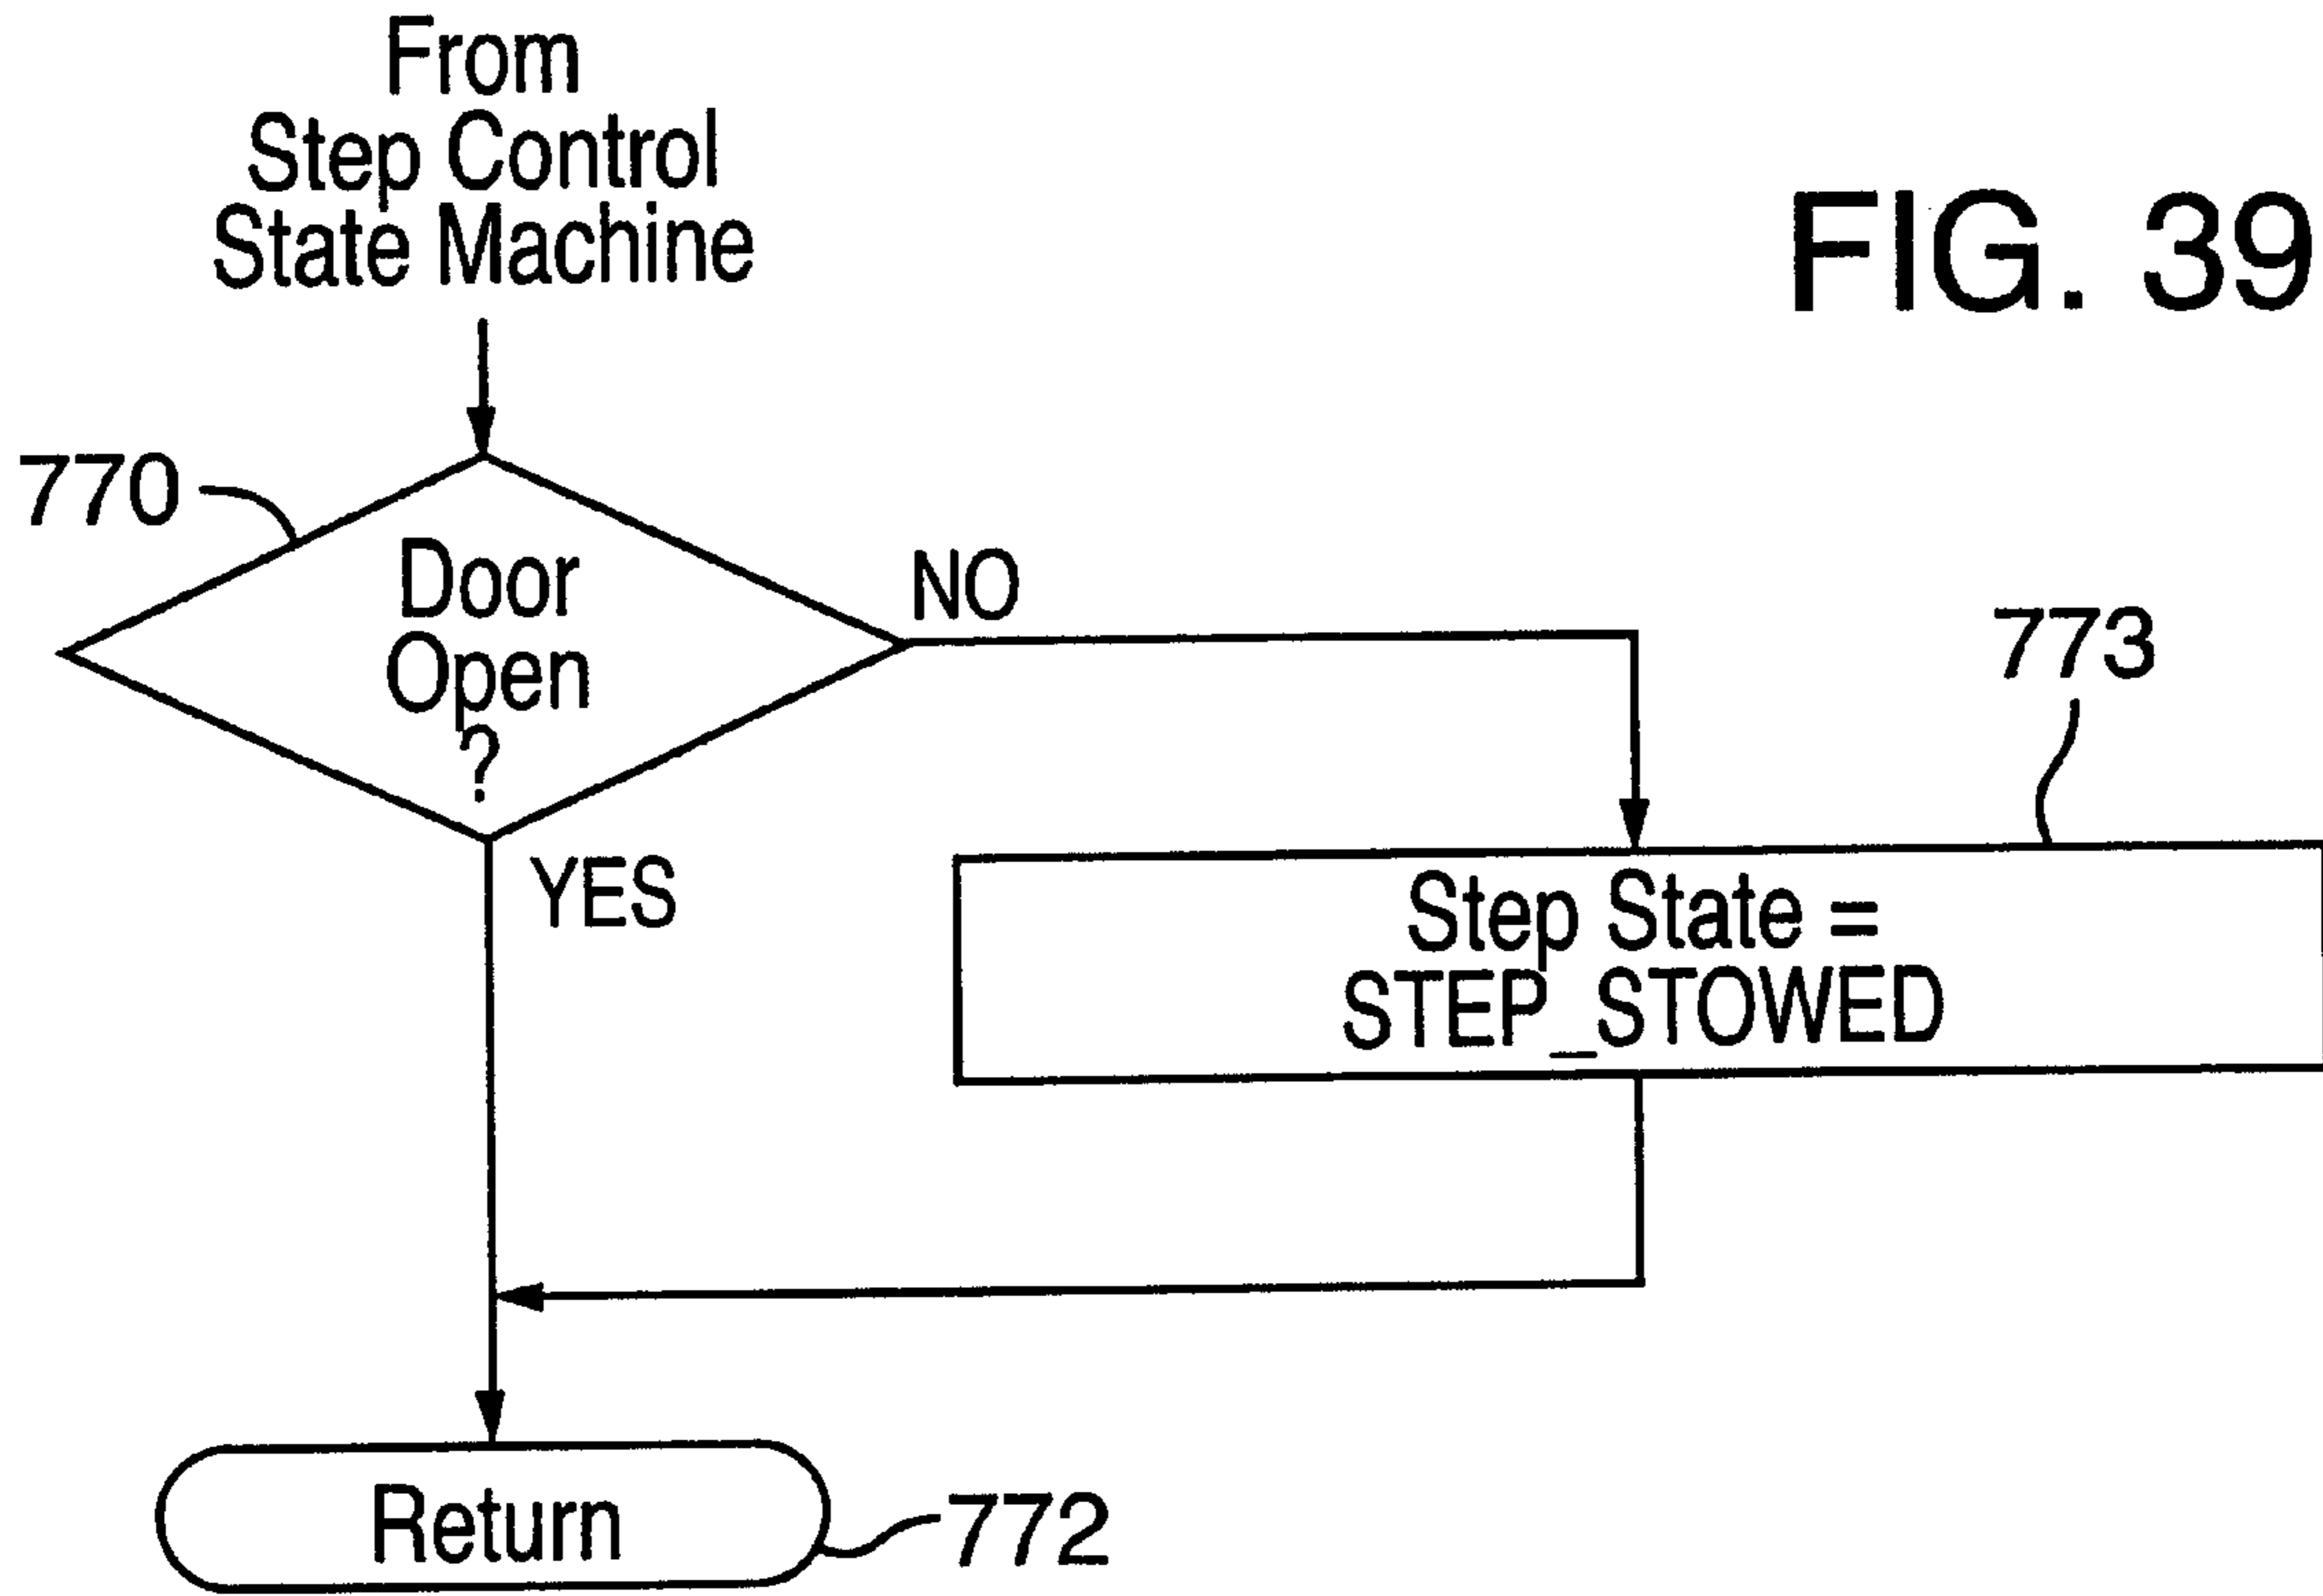 From
Step Control
State Machine
FIG. 39
770
Door
Open
?
NO
YES
773
Step State =
STEP_STOWED
Return
772